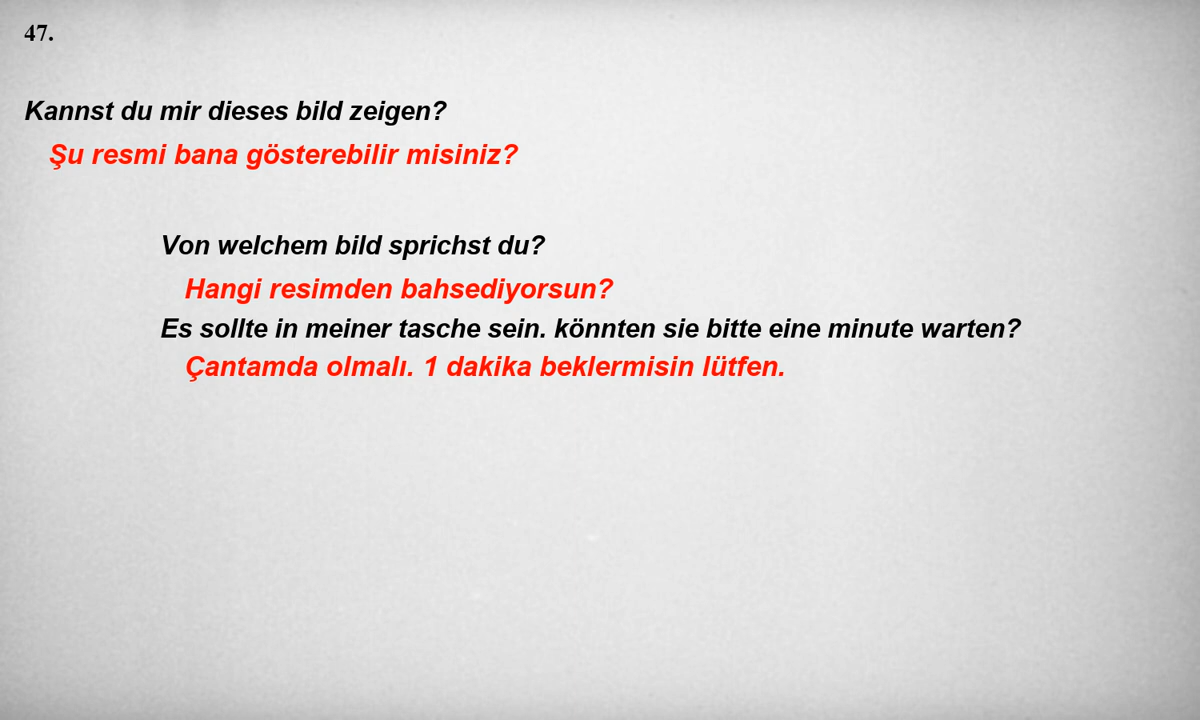 47.
Kannst du mir dieses bild zeigen?
Şu resmi bana gösterebilir misiniz?
Von welchem bild sprichst du?
Hangi resimden bahsediyorsun?
Es sollte in meiner tasche sein. könnten sie bitte eine minute warten?
Çantamda olmalı. 1 dakika beklermisin lütfen.